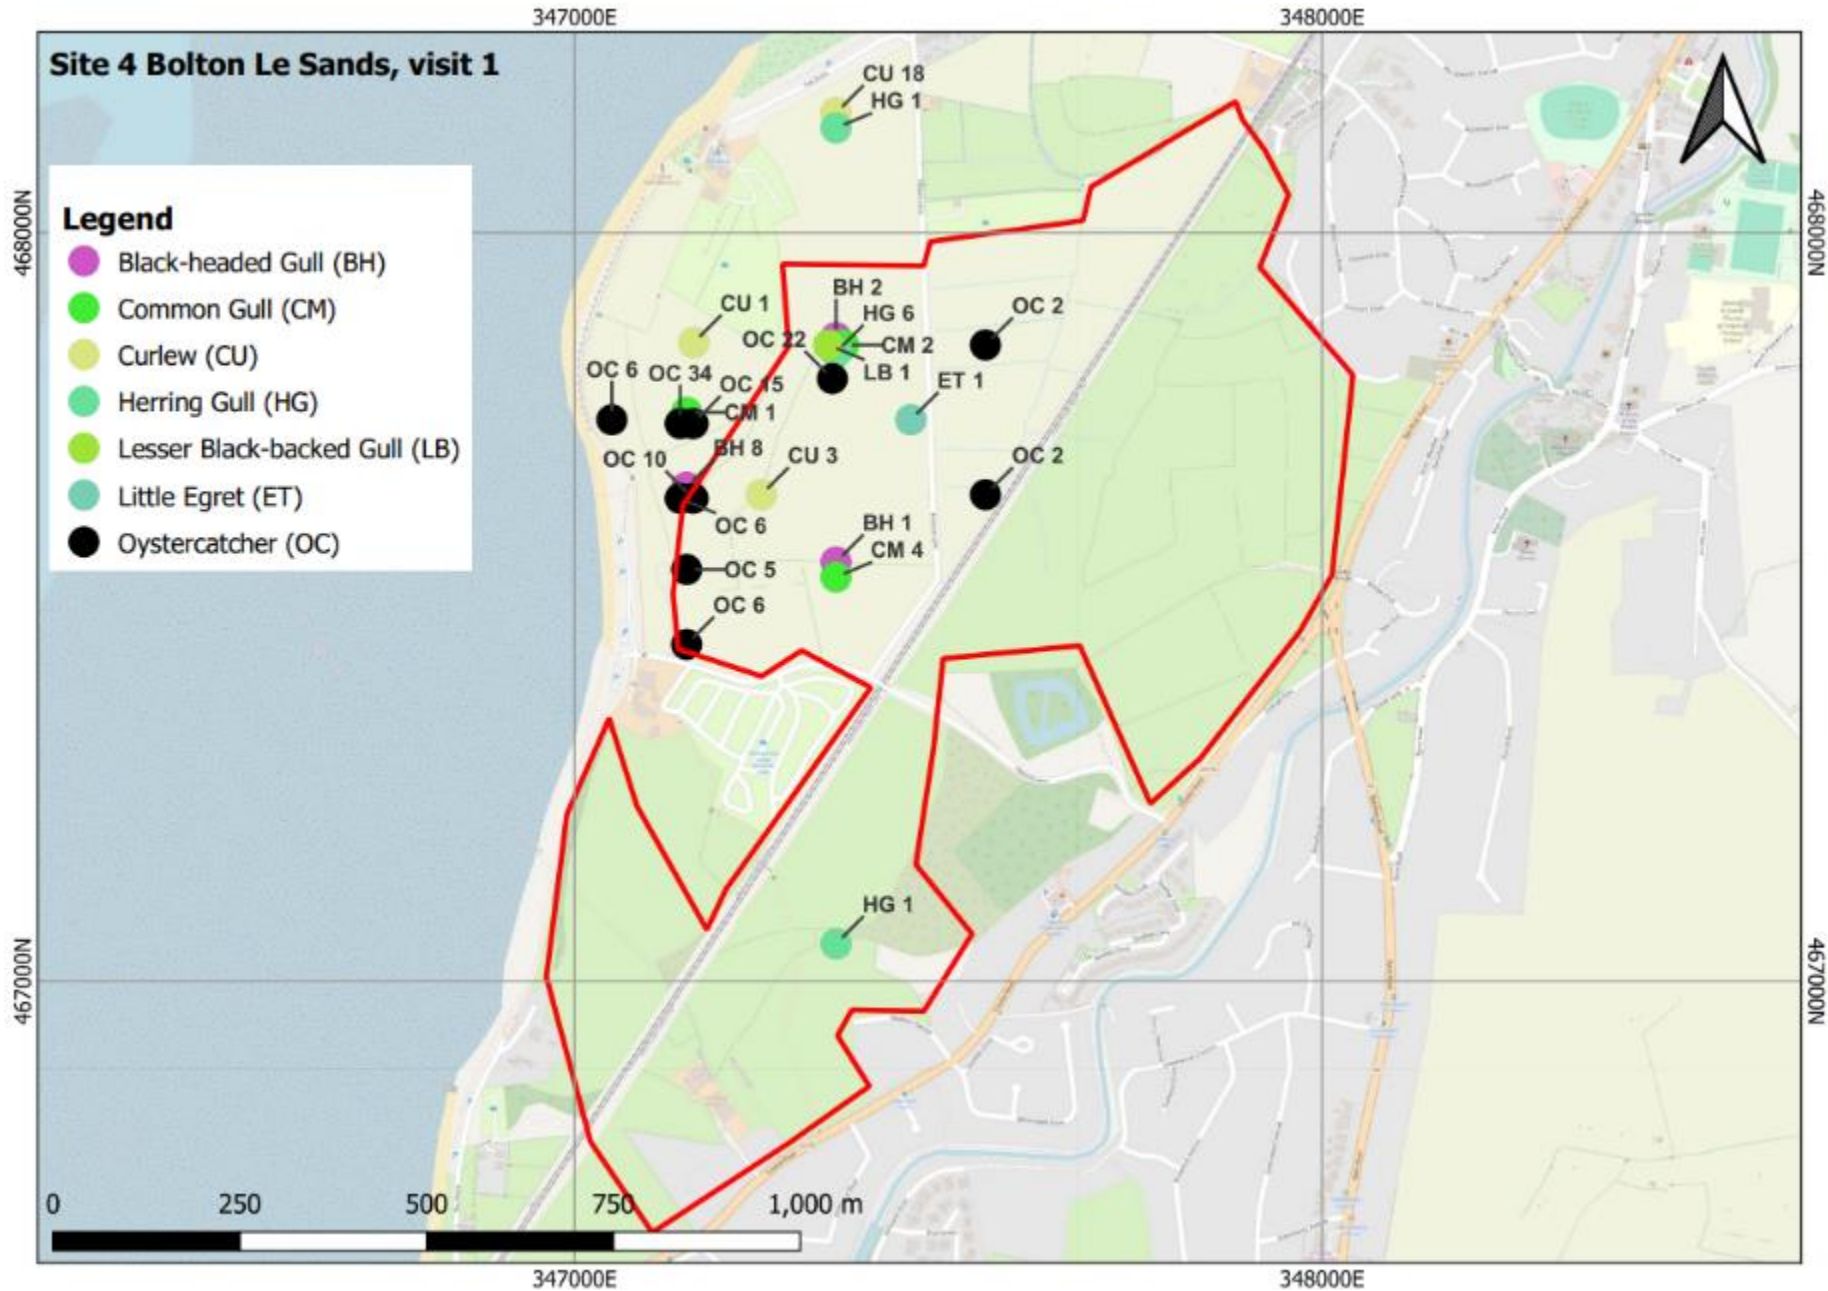 347000E 348000E
Site 4 Bolton Le Sands, visit 1
CU 18
HG 1
468000N
468000N
Legend
Black-headed Gull (BH)
Common Gull (CM)
Curlew (CU)
Herring Gull (HG)
Lesser Black-backed Gull (LB)
Little Egret (ET)
Oystercatcher (OC)
BH 2
CU 1
HG 6
OC 2
OC 22
CM 2
LB 1
OC 6
OC 34
OC 15
ET 1
CM 1
BH 8
OC 10
CU 3
OC 2
OC 6
BH 1
CM 4
OC 5
OC 6
HG 1
467000N
467000N
0 250 500 750 1,000 m
347000E 348000E